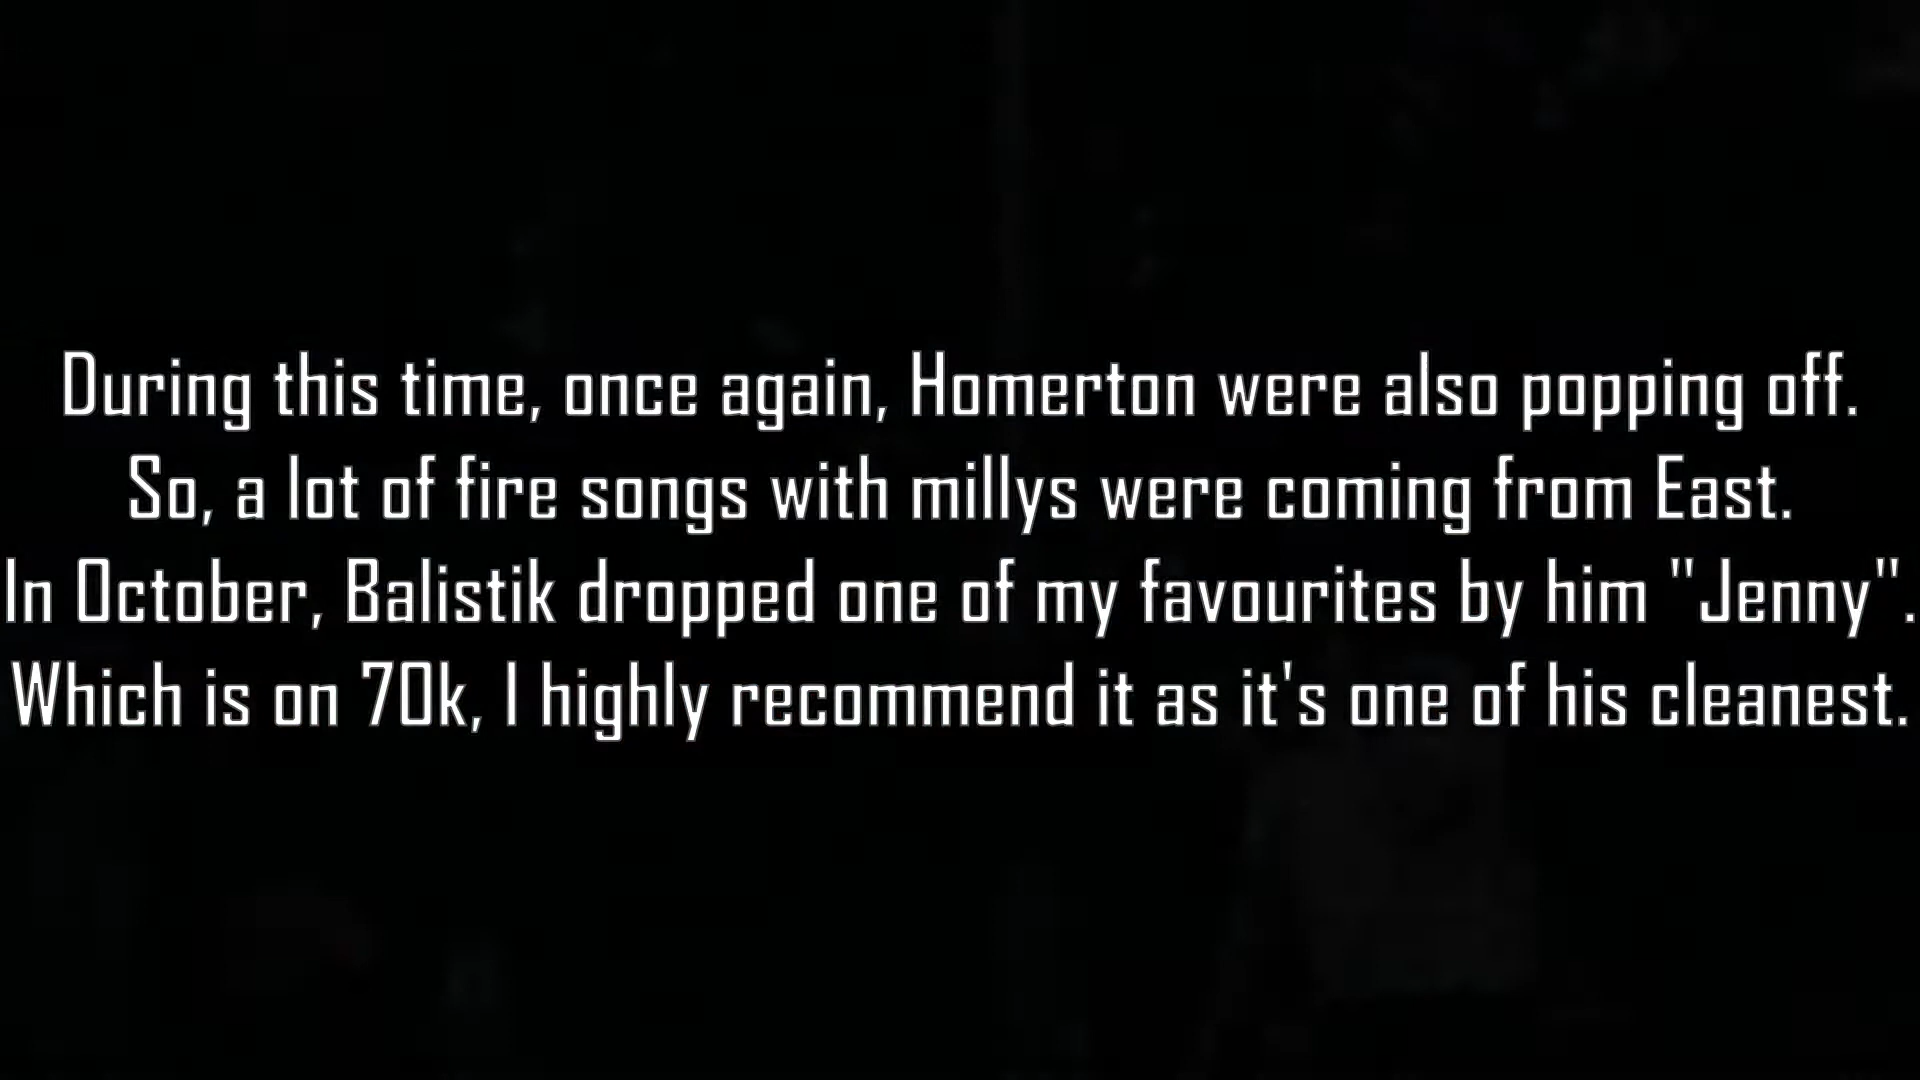 During this time, once again, Homerton were also popping off.
So, a lot of fire songs with millys were coming from East.
In October, Balistik dropped one of my favourites by him "Jenny".
Which is on 70k, I highly recommend it as it's one of his cleanest.